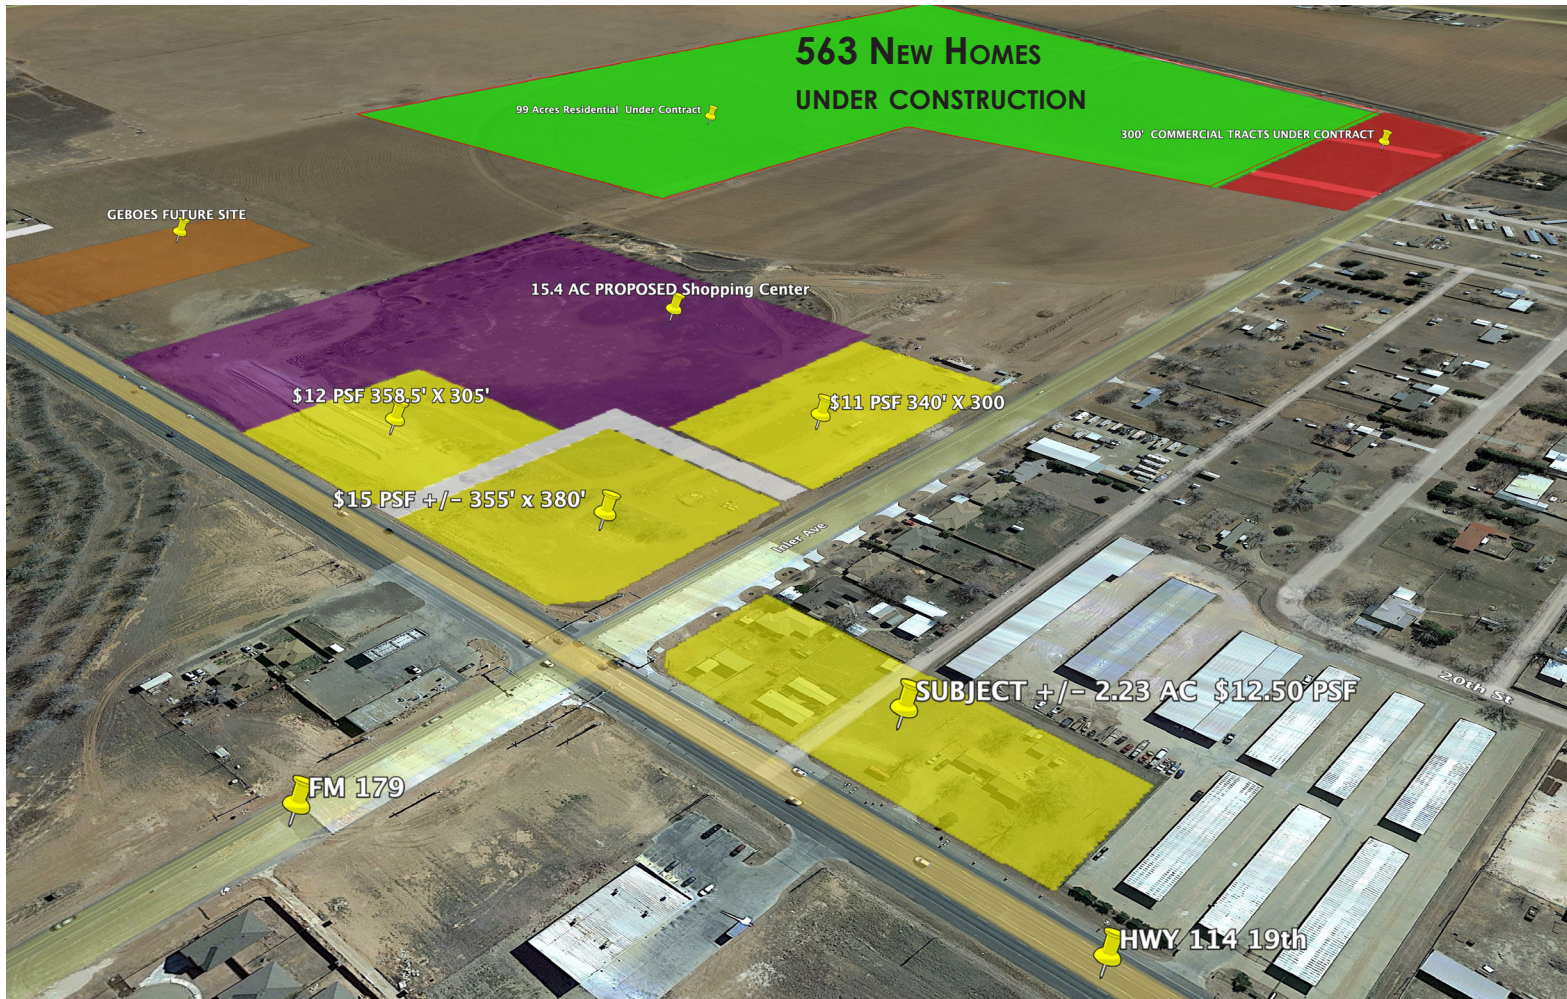 563 New Homes
under construction
99 Acres Residential Under Contract
300' COMMERCIAL TRACTS UNDER CONTRACT
GEBOES FUTURE SITE
15.4 AC PROPOSED Shopping Center
$12 PSF 358.5' X 305'
$11 PSF 340' X 300
$15 PSF +/- 355' x 380'
Inler Ave
SUBJECT +/- 2.23 AC $12.50 PSF
20th St
FM 179
HWY 114 19th